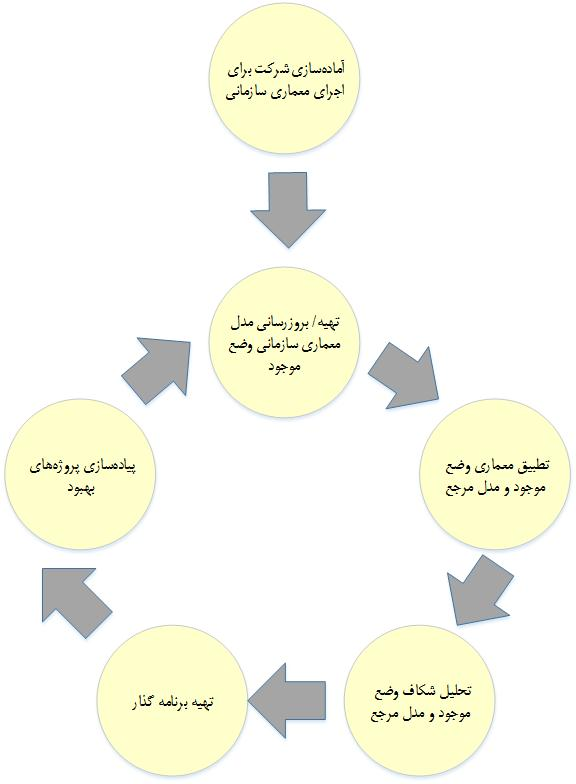 آماده‌سازی شرکت برای
اجرای معماری سازمانی
تهیه/ بروزرسانی مدل
معماری سازمانی وضع
موجود
تطبیق معماری وضع
موجود و مدل مرجع
تحلیل شکاف وضع
موجود و مدل مرجع
تهیه برنامه گذار
پیاده‌سازی پروژه‌های
بهبود